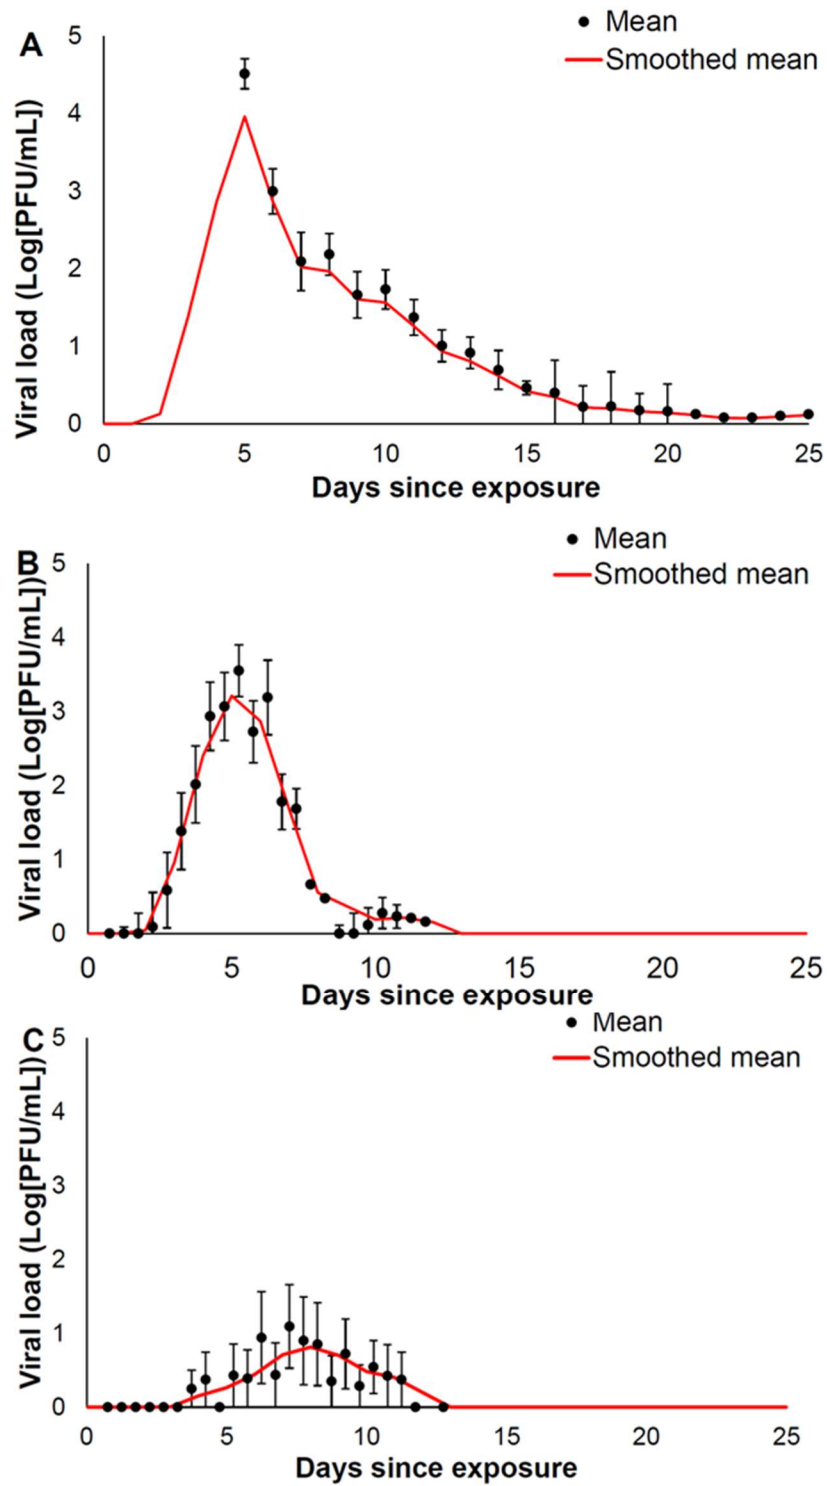 A
Mean
Smoothed mean
5
4
3
2
1
0
Viral load (Log[PFU/mL])
0 5 10 15 20 25
Days since exposure
B
Mean
Smoothed mean
5
4
3
2
1
0
Viral load (Log[PFU/mL])
0 5 10 15 20 25
Days since exposure
C
Mean
Smoothed mean
5
4
3
2
1
0
Viral load (Log[PFU/mL])
0 5 10 15 20 25
Days since exposure